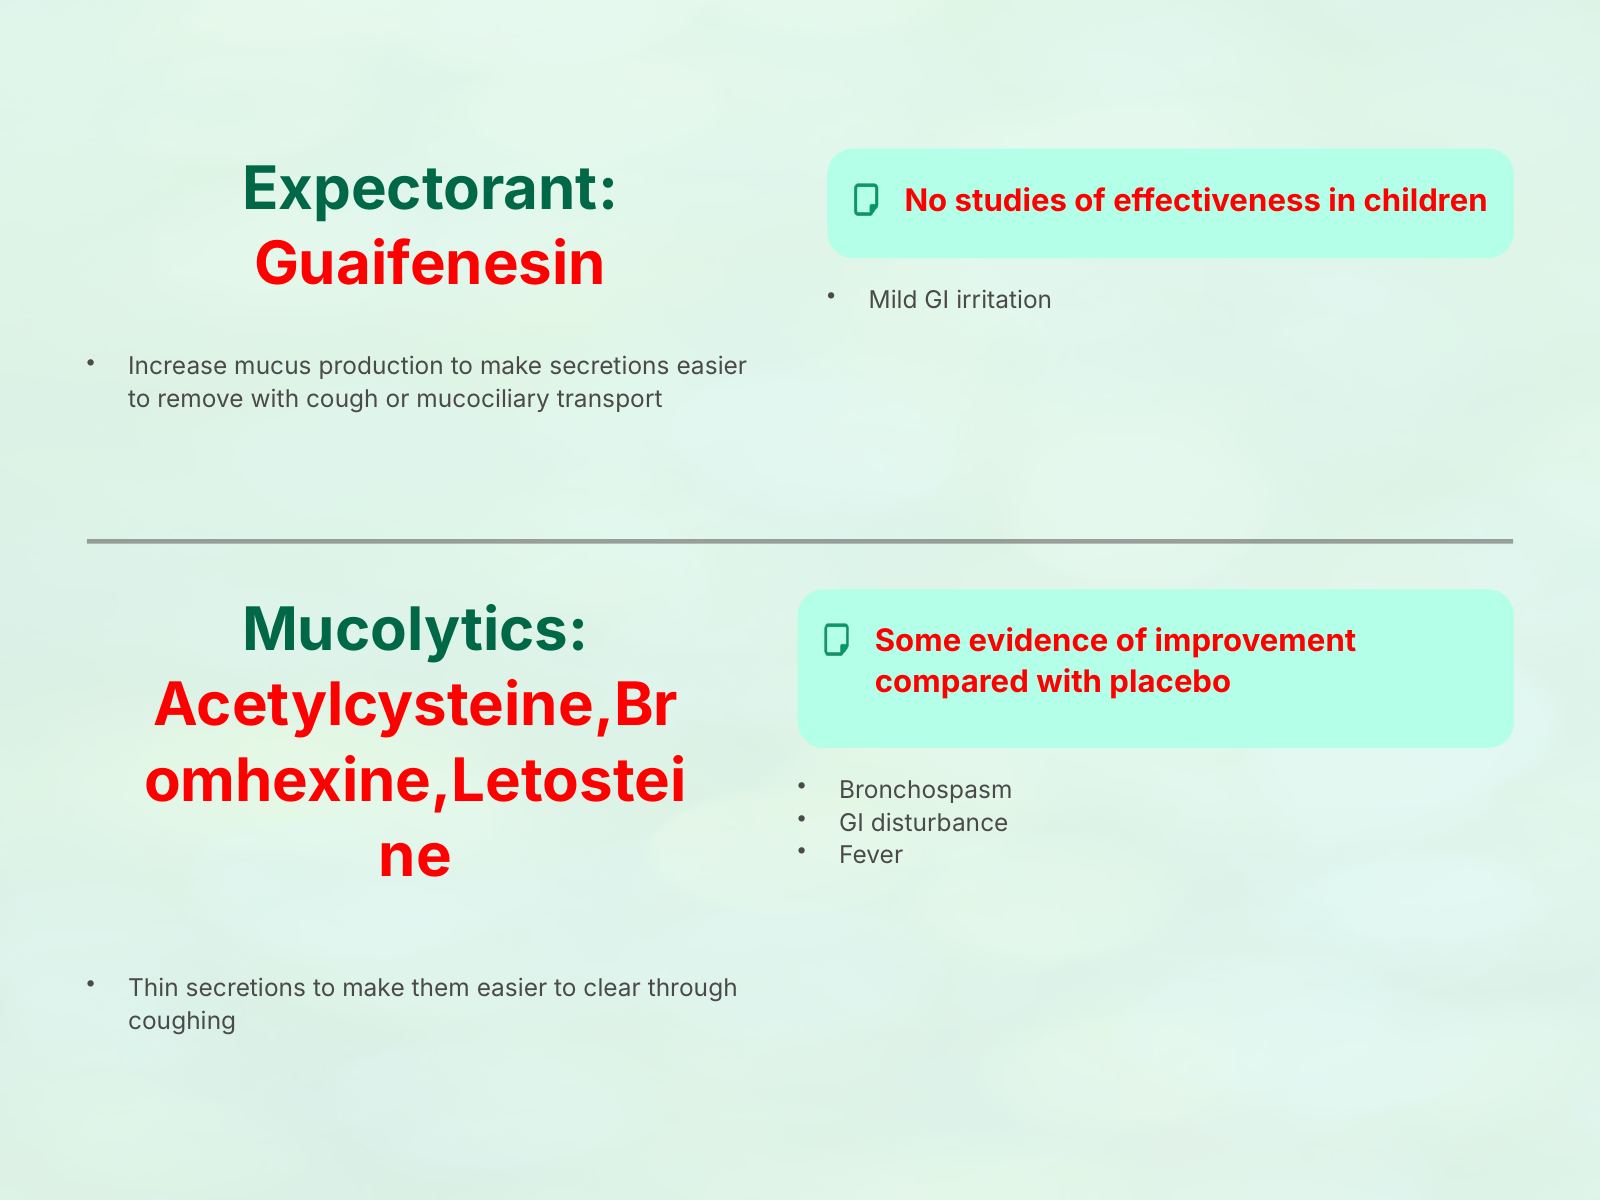 Expectorant:
Guaifenesin
• Increase mucus production to make secretions easier
to remove with cough or mucociliary transport
No studies of effectiveness in children
• Mild GI irritation
Mucolytics:
Acetylcysteine,Br
omhexine,Letostei
ne
• Thin secretions to make them easier to clear through
coughing
Some evidence of improvement
compared with placebo
• Bronchospasm
• GI disturbance
• Fever